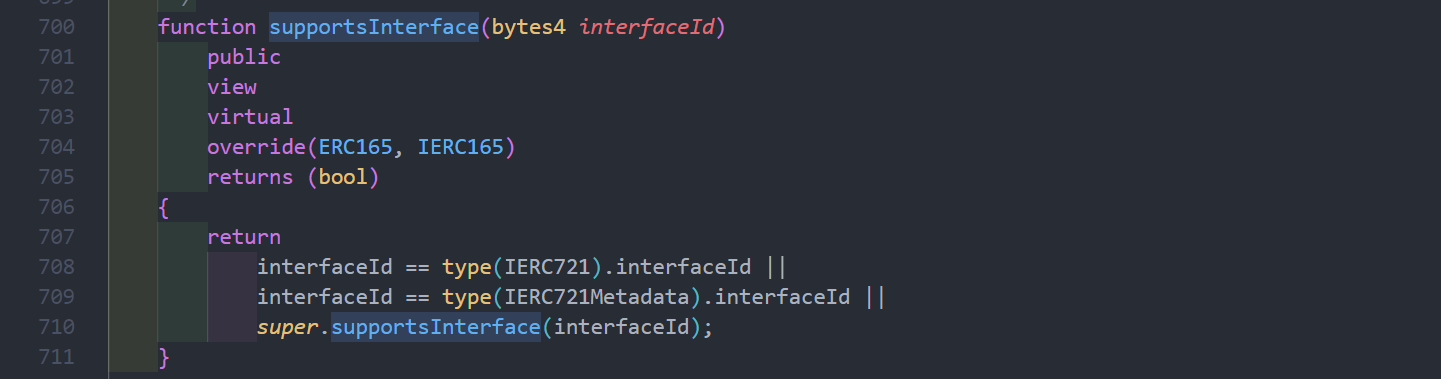 699 */
700 function supportsInterface(bytes4 interfaceId)
701 public
702 view
703 virtual
704 override(ERC165, IERC165)
705 returns (bool)
706 {
707 return
708 interfaceId == type(IERC721).interfaceId ||
709 interfaceId == type(IERC721Metadata).interfaceId ||
710 super.supportsInterface(interfaceId);
711 }